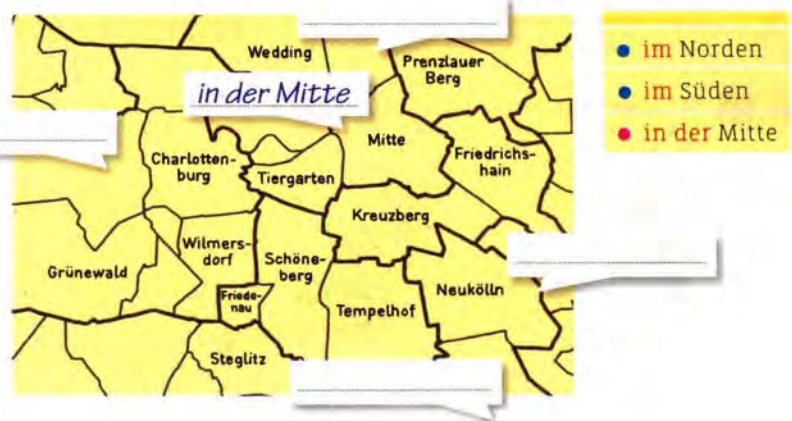 Wedding
Prenzlauer
Berg
in der Mitte
Mitte
Charlotten-
burg
Tiergarten
Friedrichs-
hain
Kreuzberg
Wilmers-
dorf
Schöne-
berg
Grünewald
Neukölln
Friede-
nau
Tempelhof
Steglitz
• im Norden
• im Süden
• in der Mitte